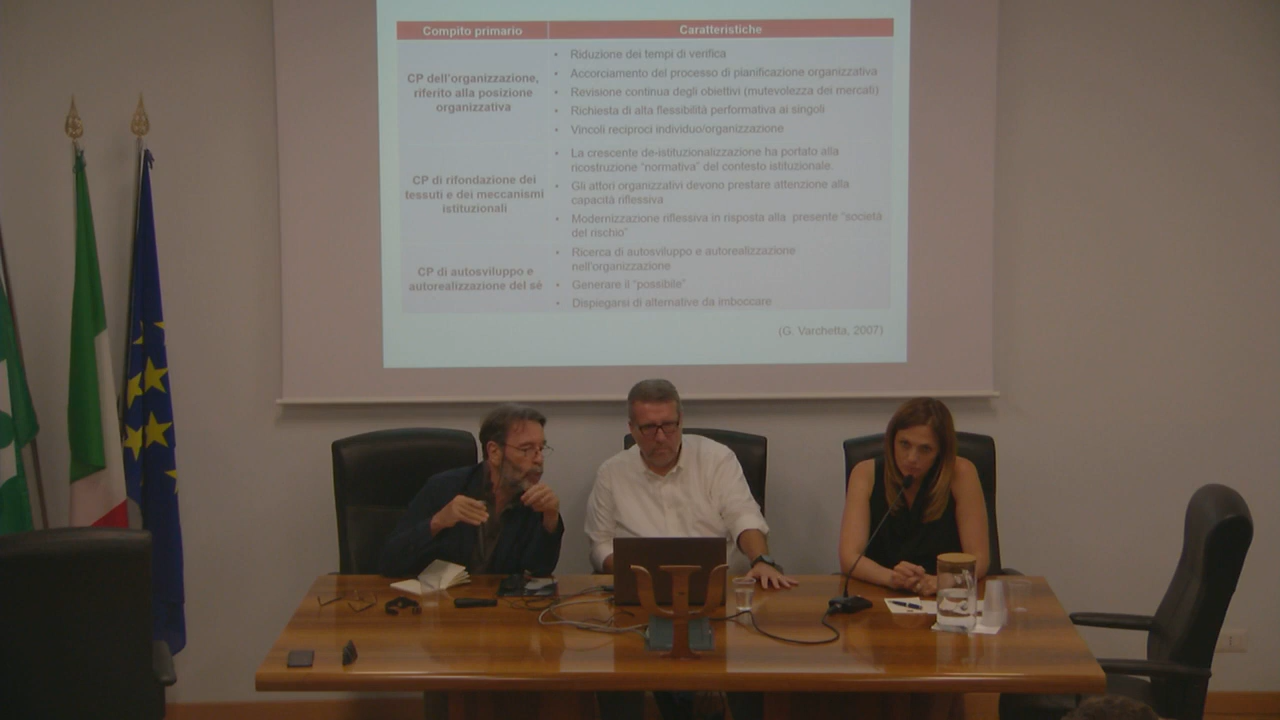 Compito primario
Caratteristiche
CP dell'organizzazione,
riferito alla posizione
organizzativa
• Riduzione dei tempi di verifica
• Accorciamento del processo di pianificazione organizzativa
• Revisione continua degli obiettivi (mutevolezza dei mercati)
• Richiesta di alta flessibilità performativa ai singoli
• Vincoli reciproci individuo/organizzazione
CP di rifondazione dei
tessuti e dei meccanismi
istituzionali
• La crescente de-istituzionalizzazione ha portato alla
ricostruzione "normativa" del contesto istituzionale.
• Gli attori organizzativi devono prestare attenzione alla
capacità riflessiva
• Modernizzazione riflessiva in risposta alla presente "società
del rischio"
CP di autosviluppo e
autorealizzazione del sé
• Ricerca di autosviluppo e autorealizzazione
nell'organizzazione
• Generare il "possibile"
• Dispiegarsi di alternative da imboccare
(G. Varchetta, 2007)